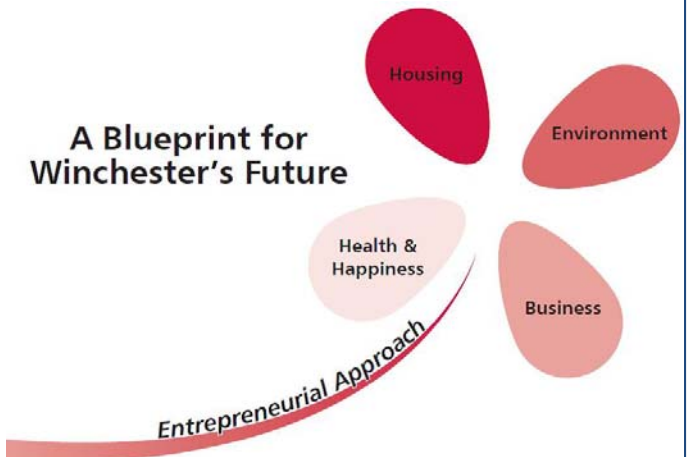 A Blueprint for
Winchester's Future
Housing
Environment
Health &
Happiness
Business
Entrepreneurial Approach